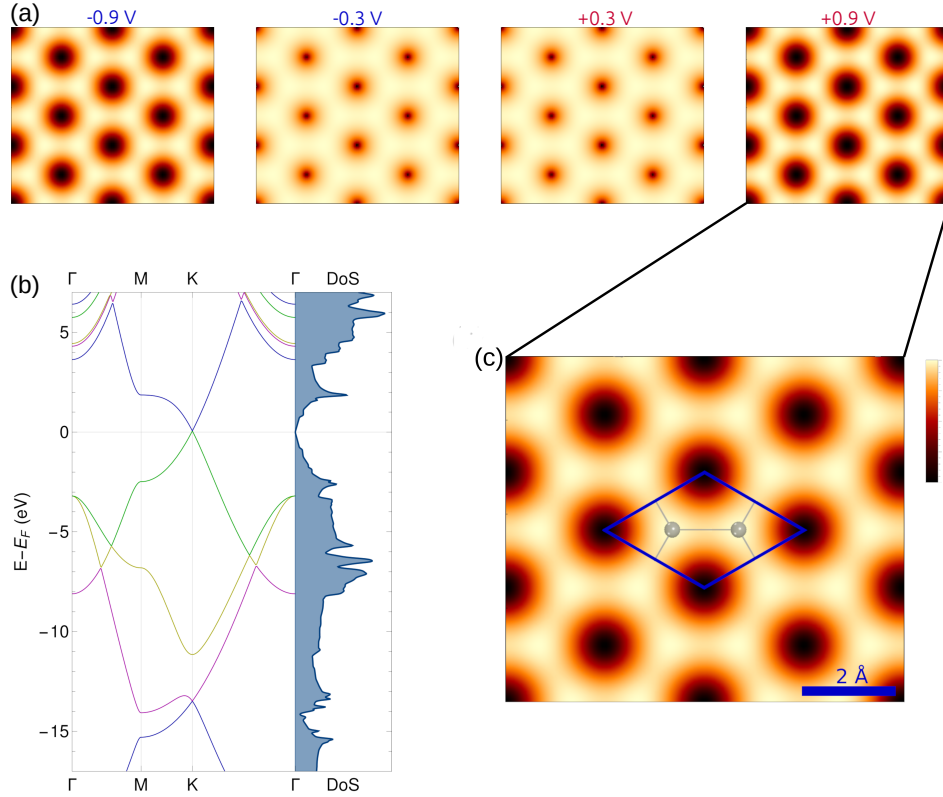 (a)
-0.9 V
-0.3 V
+0.3 V
+0.9 V
(b)
Γ M K Γ DoS
5
0
−5
−10
−15
E−E_F (eV)
Γ M K Γ DoS
(c)
2 Å